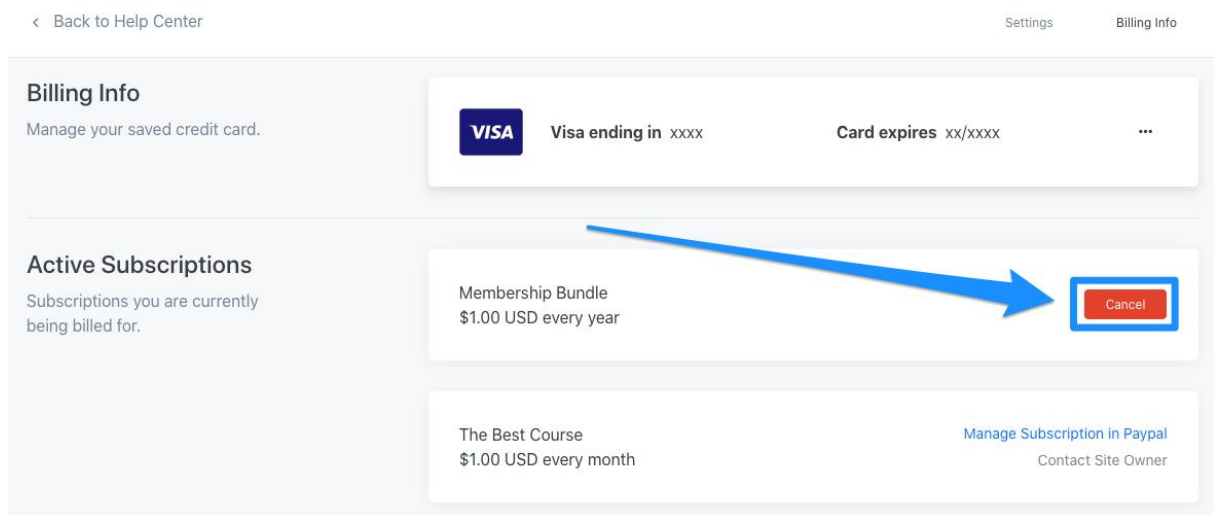 Back to Help Center
Settings
Billing Info
Billing Info
Manage your saved credit card.
VISA
Visa ending in xxxx
Card expires xx/xxxx
Active Subscriptions
Subscriptions you are currently
being billed for.
Membership Bundle
$1.00 USD every year
Cancel
The Best Course
$1.00 USD every month
Manage Subscription in Paypal
Contact Site Owner